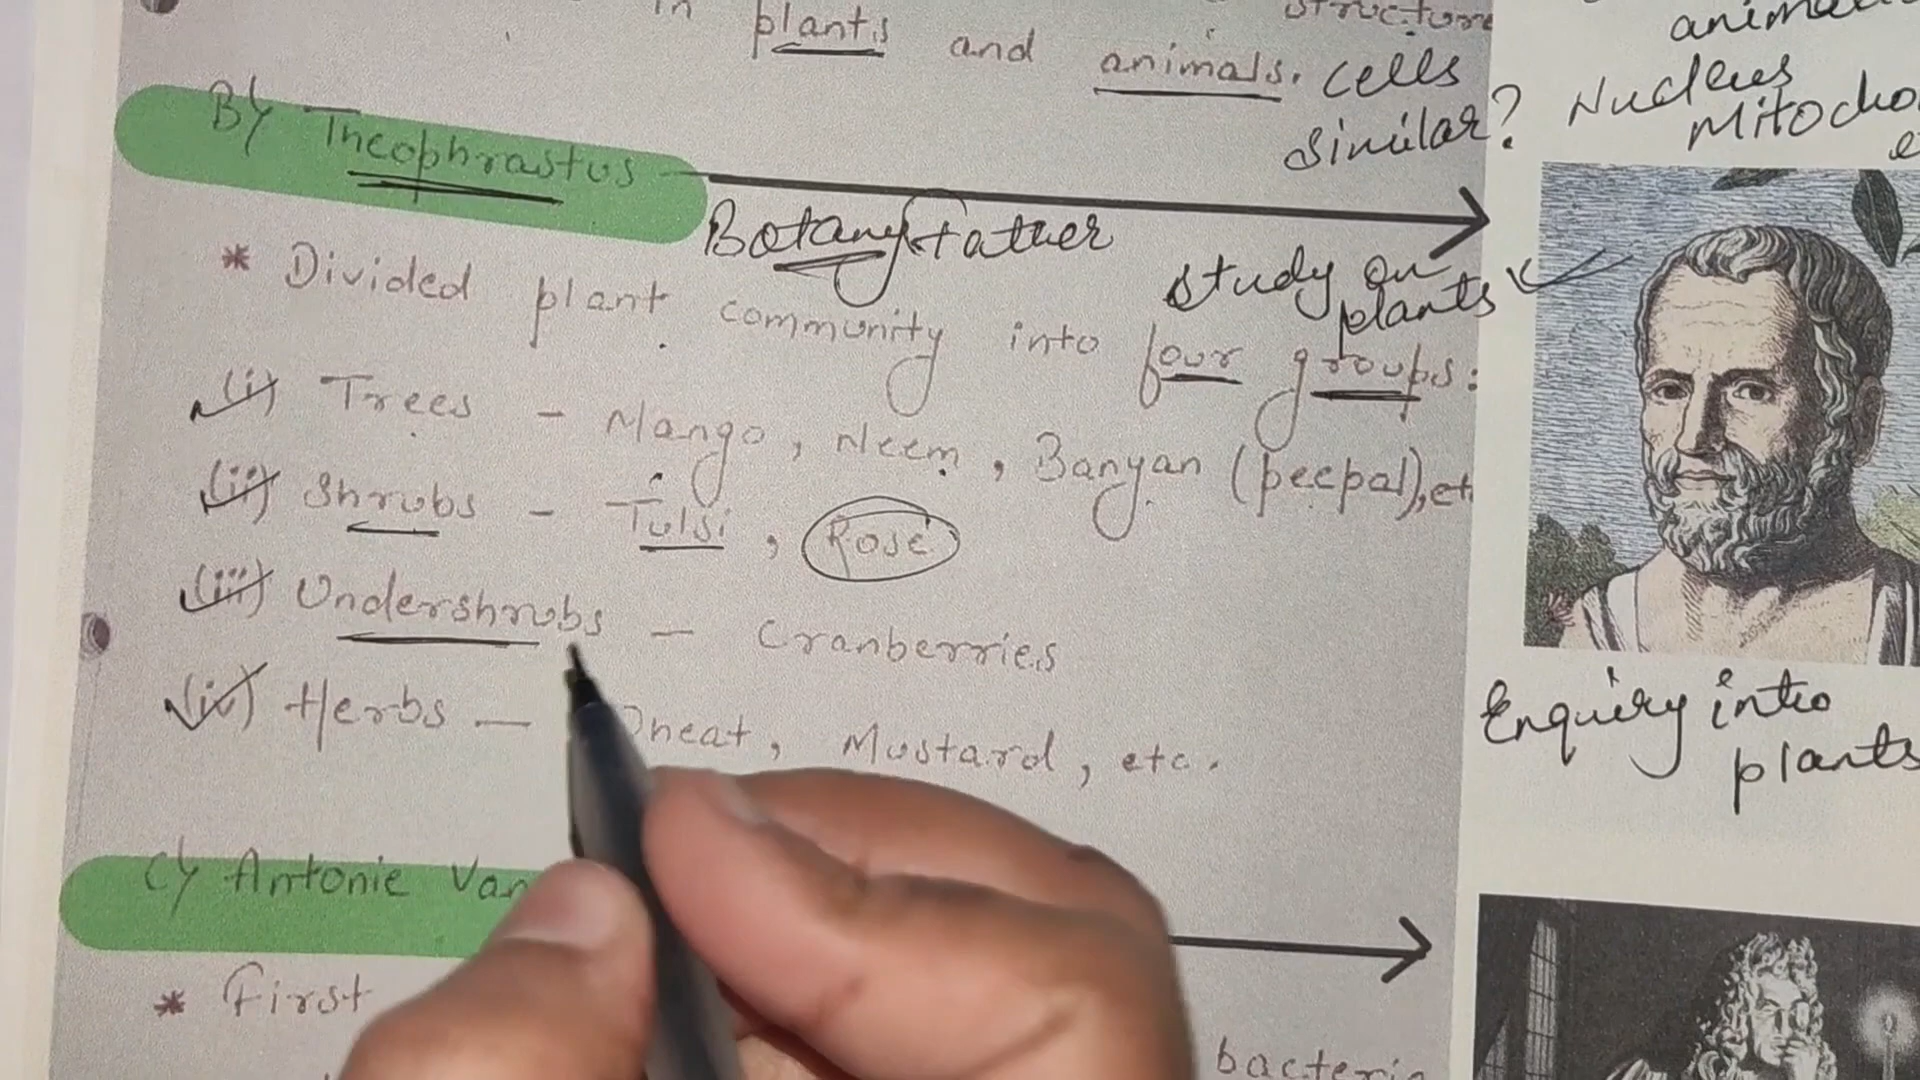 in plants and animals.
structure
cells
similar?
Nucleus
B) Theophrastus
Botany Father
study on
plants
* Divided plant community into four groups:
(i) Trees - Mango, Neem, Banyan (peepal), etc
(ii) Shrubs - Tulsi, Rose
(iii) Undershrubs - Cranberries
(iv) Herbs - Wheat, Mustard, etc.
Enquiry into
plants
C) Antonie Van
* First
bacteria